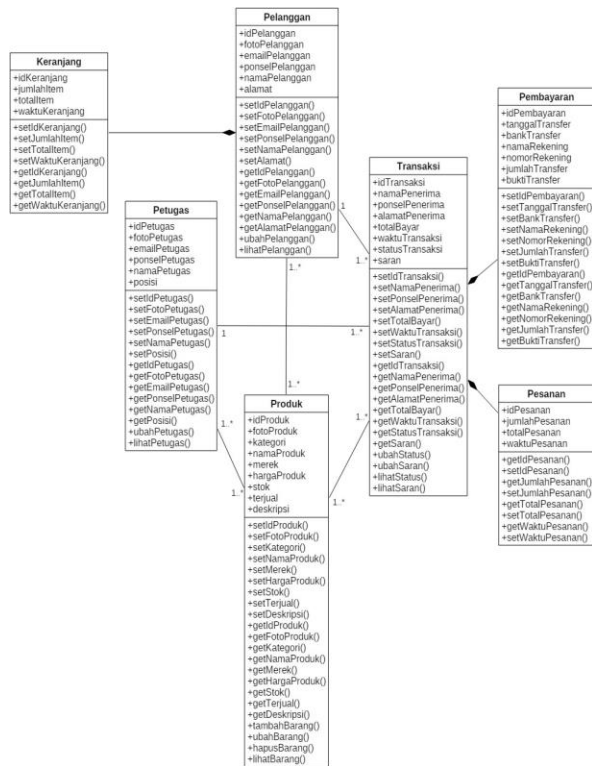 Keranjang
+idKeranjang
+jumlahItem
+totalItem
+waktuKeranjang
+setIdKeranjang()
+setJumlahItem()
+setTotalItem()
+setWaktuKeranjang()
+getIdKeranjang()
+getJumlahItem()
+getTotalItem()
+getWaktuKeranjang()
Pelanggan
+idPelanggan
+fotoPelanggan
+emailPelanggan
+ponselPelanggan
+namaPelanggan
+alamat
+setIdPelanggan()
+setFotoPelanggan()
+setEmailPelanggan()
+setPonselPelanggan()
+setNamaPelanggan()
+setAlamat()
+getIdPelanggan()
+getFotoPelanggan()
+getEmailPelanggan()
+getPonselPelanggan()
+getNamaPelanggan()
+getAlamatPelanggan()
+ubahPelanggan()
+lihatPelanggan()
1
1..*
1..*
1..*
Petugas
+idPetugas
+fotoPetugas
+emailPetugas
+ponselPetugas
+namaPetugas
+posisi
+setIdPetugas()
+setFotoPetugas()
+setEmailPetugas()
+setPonselPetugas()
+setNamaPetugas()
+setPosisi()
+getIdPetugas()
+getFotoPetugas()
+getEmailPetugas()
+getPonselPetugas()
+getNamaPetugas()
+getPosisi()
+ubahPetugas()
+lihatPetugas()
1
1..*
1..*
1..*
Transaksi
+idTransaksi
+namaPenerima
+ponselPenerima
+alamatPenerima
+totalBayar
+waktuTransaksi
+statusTransaksi
+saran
+setIdTransaksi()
+setNamaPenerima()
+setPonselPenerima()
+setAlamatPenerima()
+setTotalBayar()
+setWaktuTransaksi()
+setStatusTransaksi()
+setSaran()
+getIdTransaksi()
+getNamaPenerima()
+getPonselPenerima()
+getAlamatPenerima()
+getTotalBayar()
+getWaktuTransaksi()
+getStatusTransaksi()
+getSaran()
+ubahStatus()
+ubahSaran()
+lihatStatus()
+lihatSaran()
1..*
1..*
Pembayaran
+idPembayaran
+tanggalTransfer
+bankTransfer
+namaRekening
+nomorRekening
+jumlahTransfer
+buktiTransfer
+setIdPembayaran()
+setTanggalTransfer()
+setBankTransfer()
+setNamaRekening()
+setNomorRekening()
+setJumlahTransfer()
+setBuktiTransfer()
+getIdPembayaran()
+getTanggalTransfer()
+getBankTransfer()
+getNamaRekening()
+getNomorRekening()
+getJumlahTransfer()
+getBuktiTransfer()
Pesanan
+idPesanan
+jumlahPesanan
+totalPesanan
+waktuPesanan
+getIdPesanan()
+setIdPesanan()
+getJumlahPesanan()
+setJumlahPesanan()
+getTotalPesanan()
+setTotalPesanan()
+getWaktuPesanan()
+setWaktuPesanan()
Produk
+idProduk
+fotoProduk
+kategori
+namaProduk
+merek
+hargaProduk
+stok
+terjual
+deskripsi
+setIdProduk()
+setFotoProduk()
+setKategori()
+setNamaProduk()
+setMerek()
+setHargaProduk()
+setStok()
+setTerjual()
+setDeskripsi()
+getIdProduk()
+getFotoProduk()
+getKategori()
+getNamaProduk()
+getMerek()
+getHargaProduk()
+getStok()
+getTerjual()
+getDeskripsi()
+tambahBarang()
+ubahBarang()
+hapusBarang()
+lihatBarang()